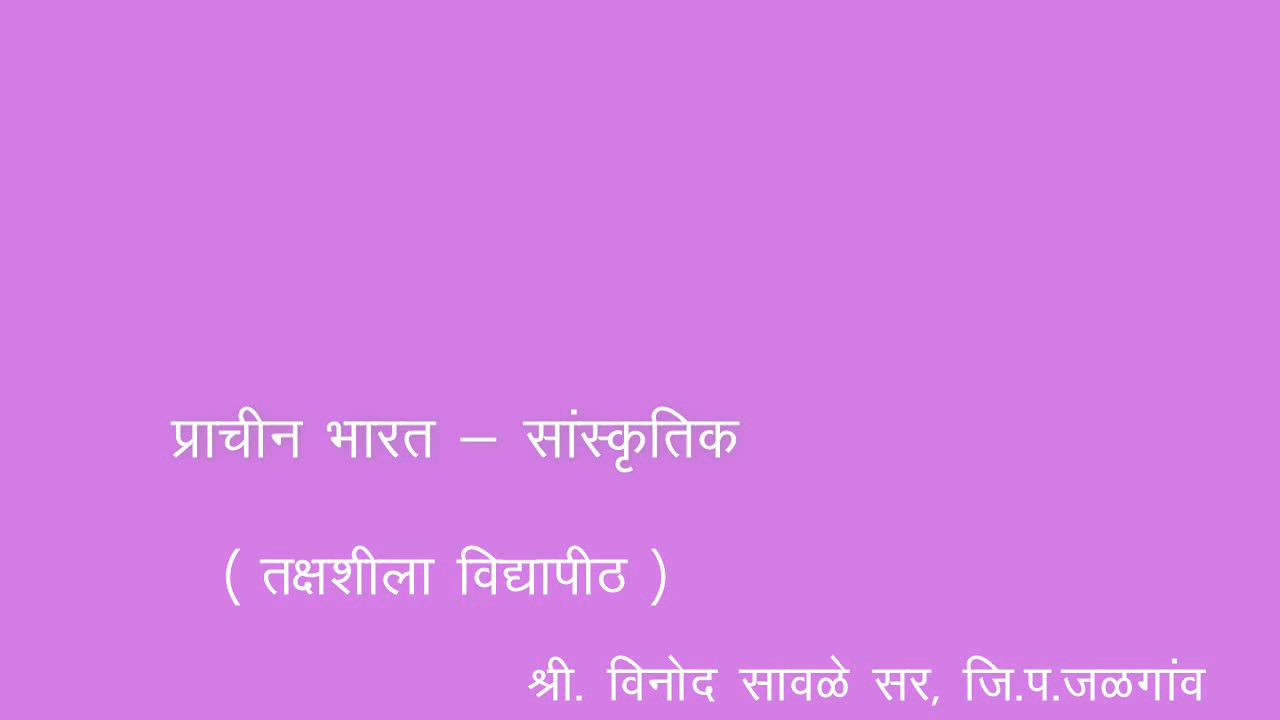 प्राचीन भारत – सांस्कृतिक
( तक्षशीला विद्यापीठ )
श्री. विनोद सावळे सर, जि.प.जळगांव